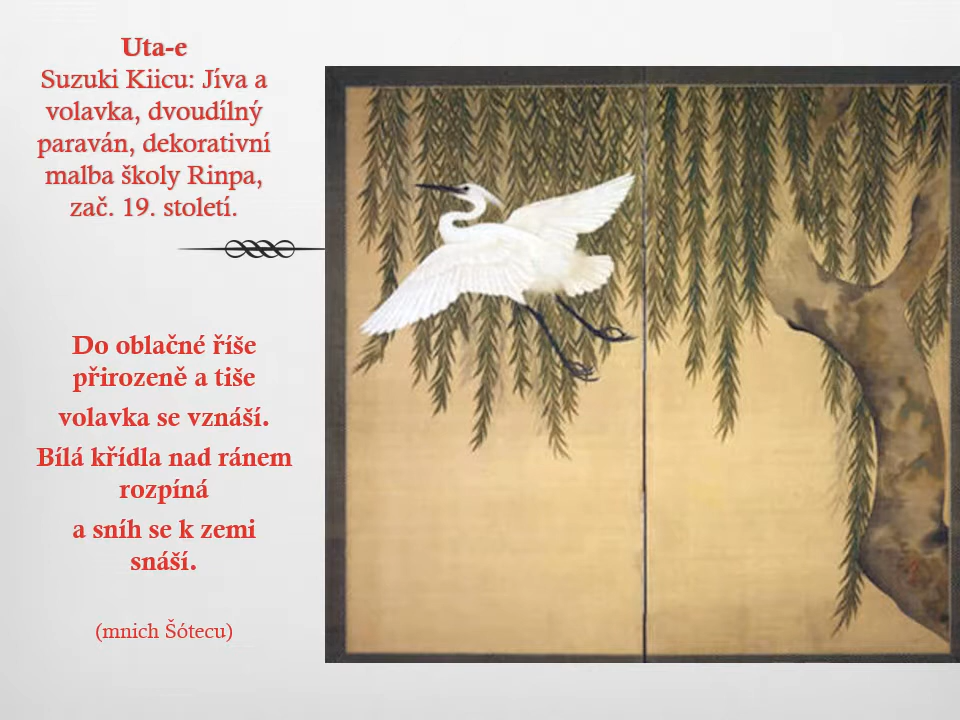 Uta-e
Suzuki Kiicu: Jíva a
volavka, dvoudílný
paraván, dekorativní
malba školy Rinpa,
zač. 19. století.
Do oblačné říše
přirozeně a tiše
volavka se vznáší.
Bílá křídla nad ránem
rozpíná
a sníh se k zemi
snáší.
(mnich Šótecu)